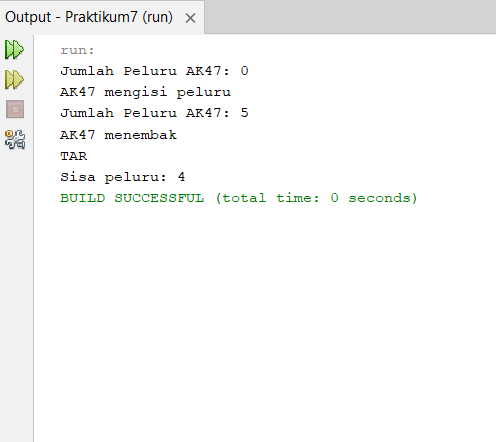 Output - Praktikum7 (run)
run:
Jumlah Peluru AK47: 0
AK47 mengisi peluru
Jumlah Peluru AK47: 5
AK47 menembak
TAR
Sisa peluru: 4
BUILD SUCCESSFUL (total time: 0 seconds)